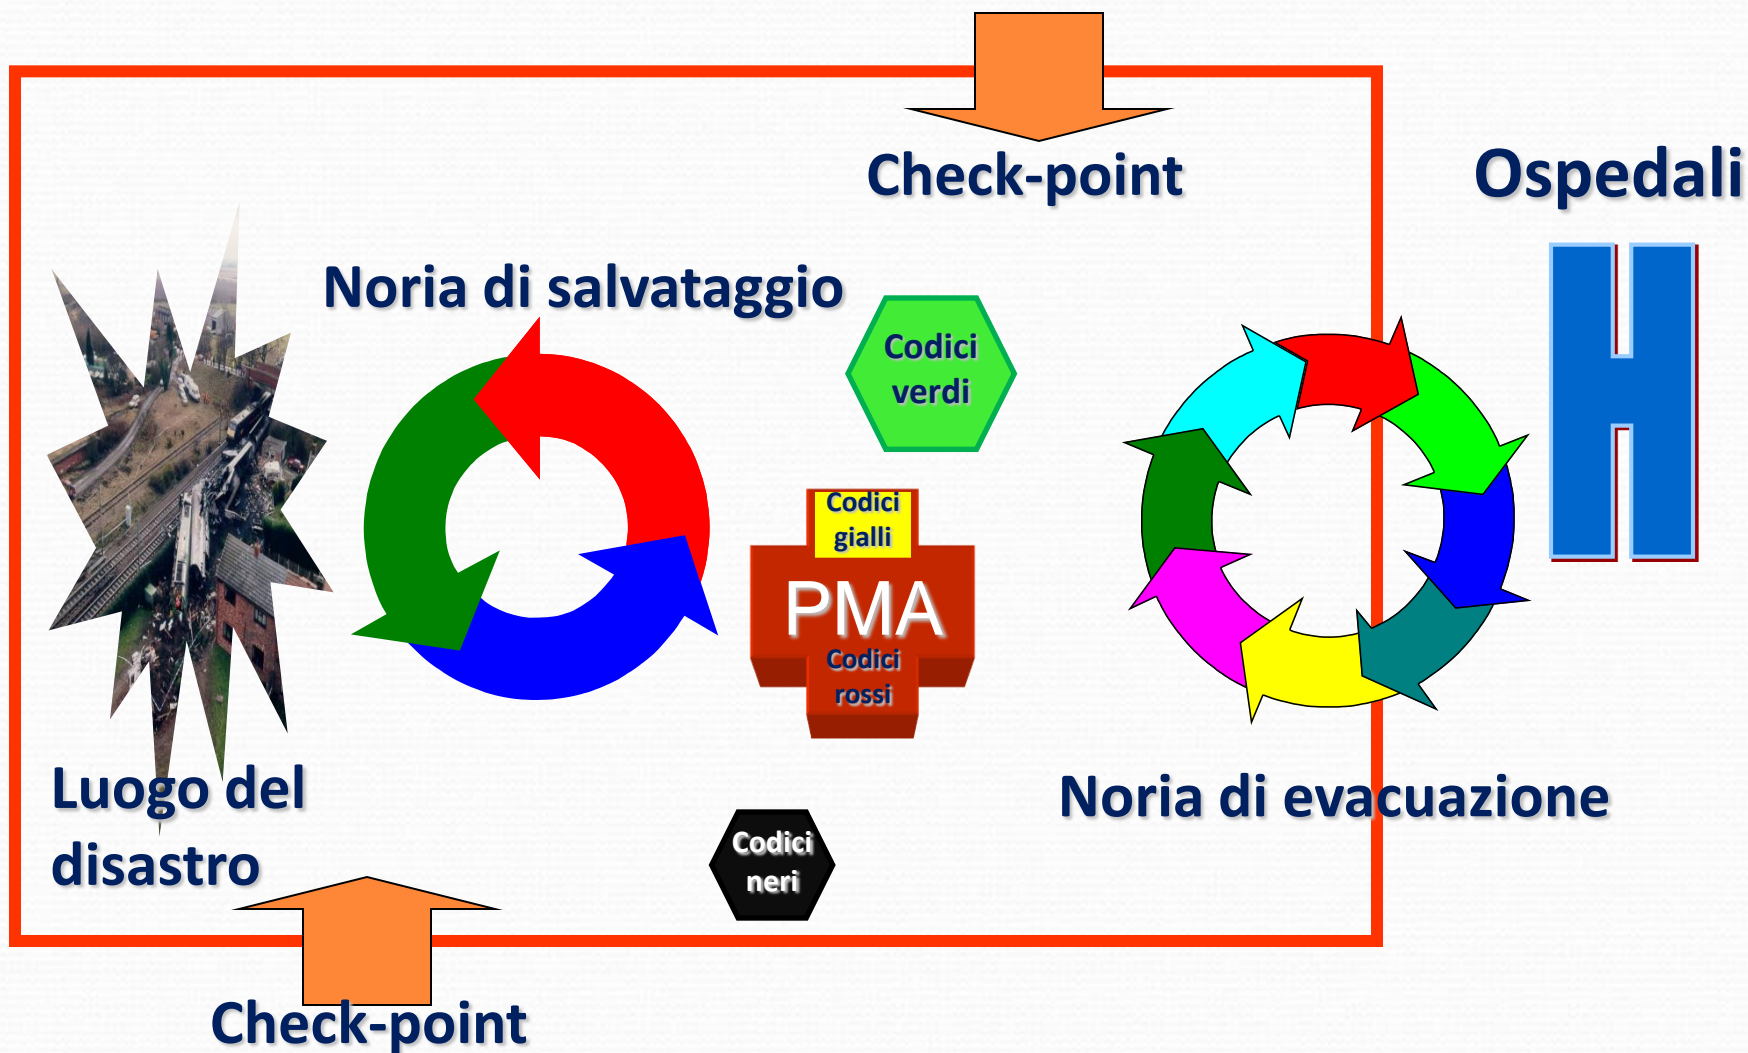 Check-point
Ospedali
Noria di salvataggio
Codici
verdi
Codici
gialli
PMA
Codici
rossi
Luogo del
disastro
Noria di evacuazione
Codici
neri
Check-point